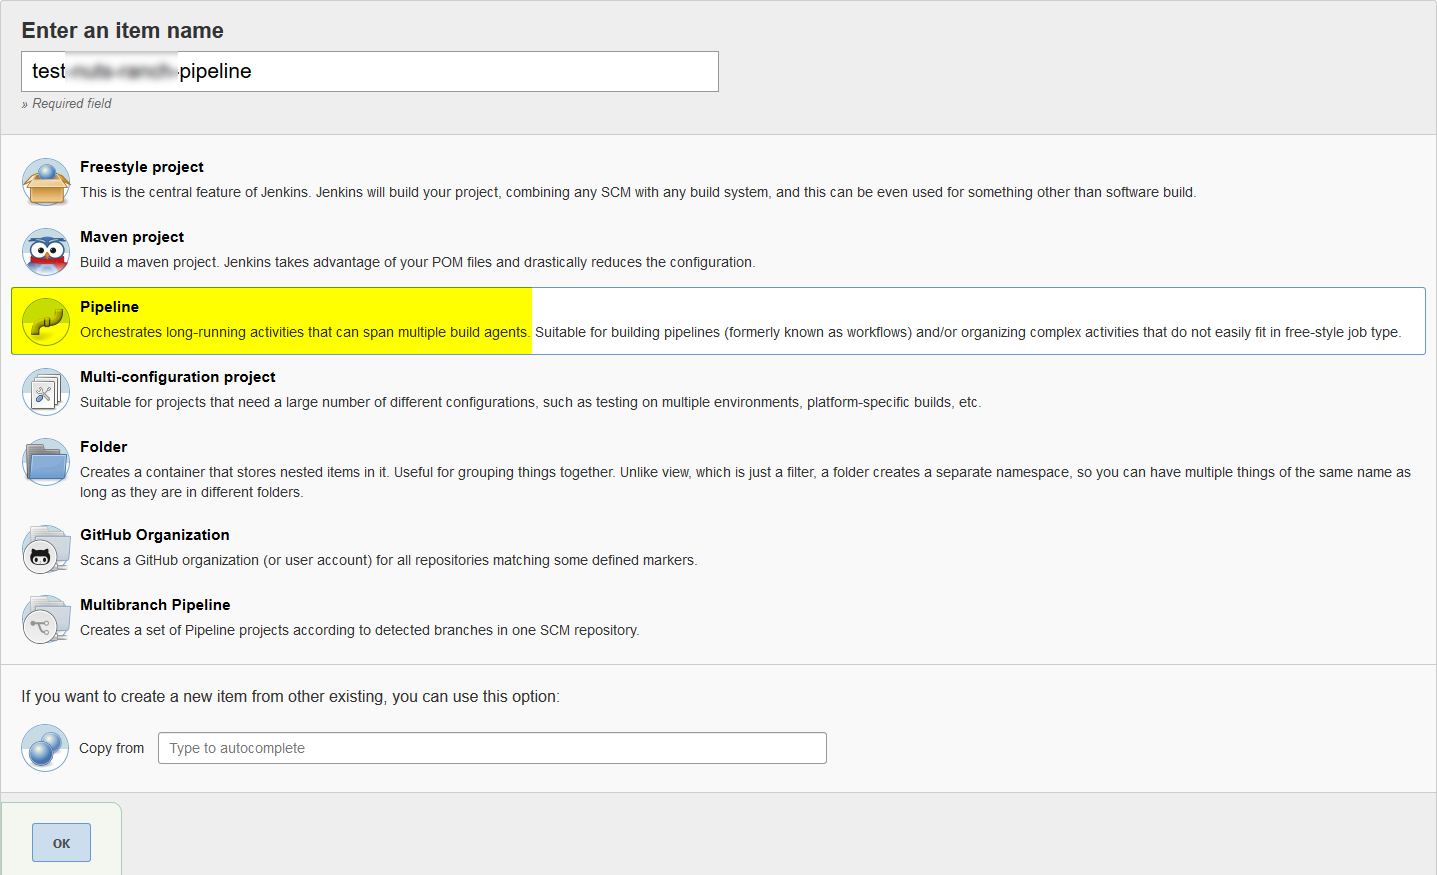 Enter an item name
test -pipeline
» Required field
Freestyle project
This is the central feature of Jenkins. Jenkins will build your project, combining any SCM with any build system, and this can be even used for something other than software build.
Maven project
Build a maven project. Jenkins takes advantage of your POM files and drastically reduces the configuration.
Pipeline
Orchestrates long-running activities that can span multiple build agents. Suitable for building pipelines (formerly known as workflows) and/or organizing complex activities that do not easily fit in free-style job type.
Multi-configuration project
Suitable for projects that need a large number of different configurations, such as testing on multiple environments, platform-specific builds, etc.
Folder
Creates a container that stores nested items in it. Useful for grouping things together. Unlike view, which is just a filter, a folder creates a separate namespace, so you can have multiple things of the same name as
long as they are in different folders.
GitHub Organization
Scans a GitHub organization (or user account) for all repositories matching some defined markers.
Multibranch Pipeline
Creates a set of Pipeline projects according to detected branches in one SCM repository.
If you want to create a new item from other existing, you can use this option:
Copy from Type to autocomplete
OK